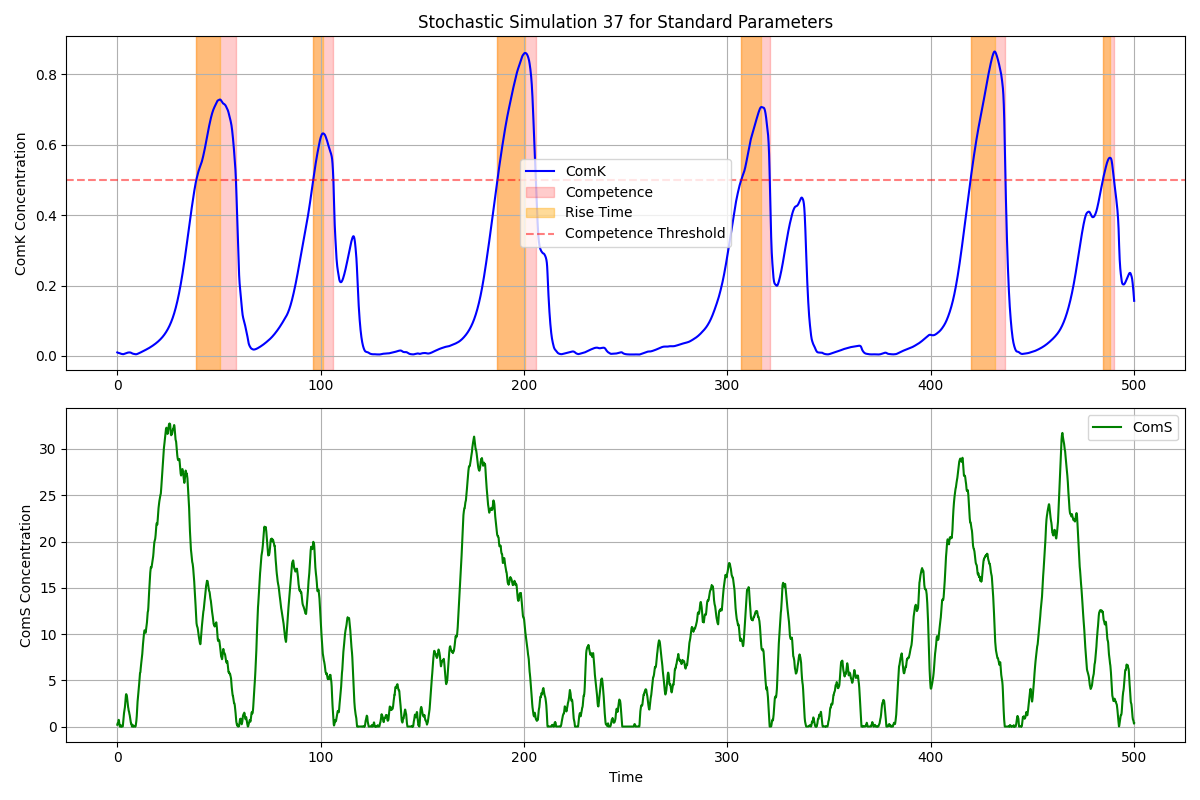 Stochastic Simulation 37 for Standard Parameters
ComK Concentration
0.8
0.6
0.4
0.2
0.0
ComK
Competence
Rise Time
Competence Threshold
0 100 200 300 400 500
ComS Concentration
30
25
20
15
10
5
0
ComS
0 100 200 300 400 500
Time